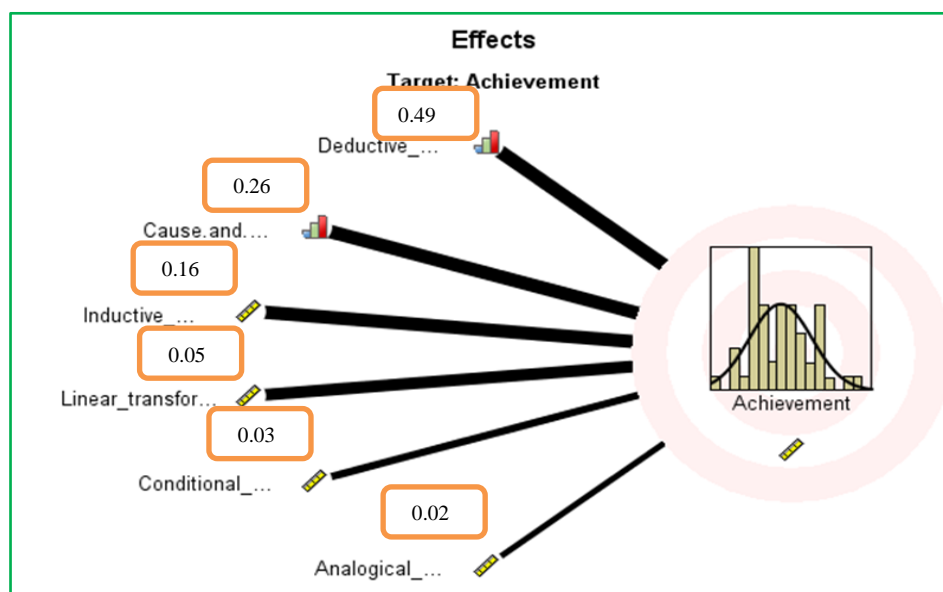 Effects
Target: Achievement
0.49
Deductive_...
0.26
Cause.and....
0.16
Inductive_...
0.05
Linear_transfor...
0.03
Conditional_...
0.02
Analogical_...
Achievement